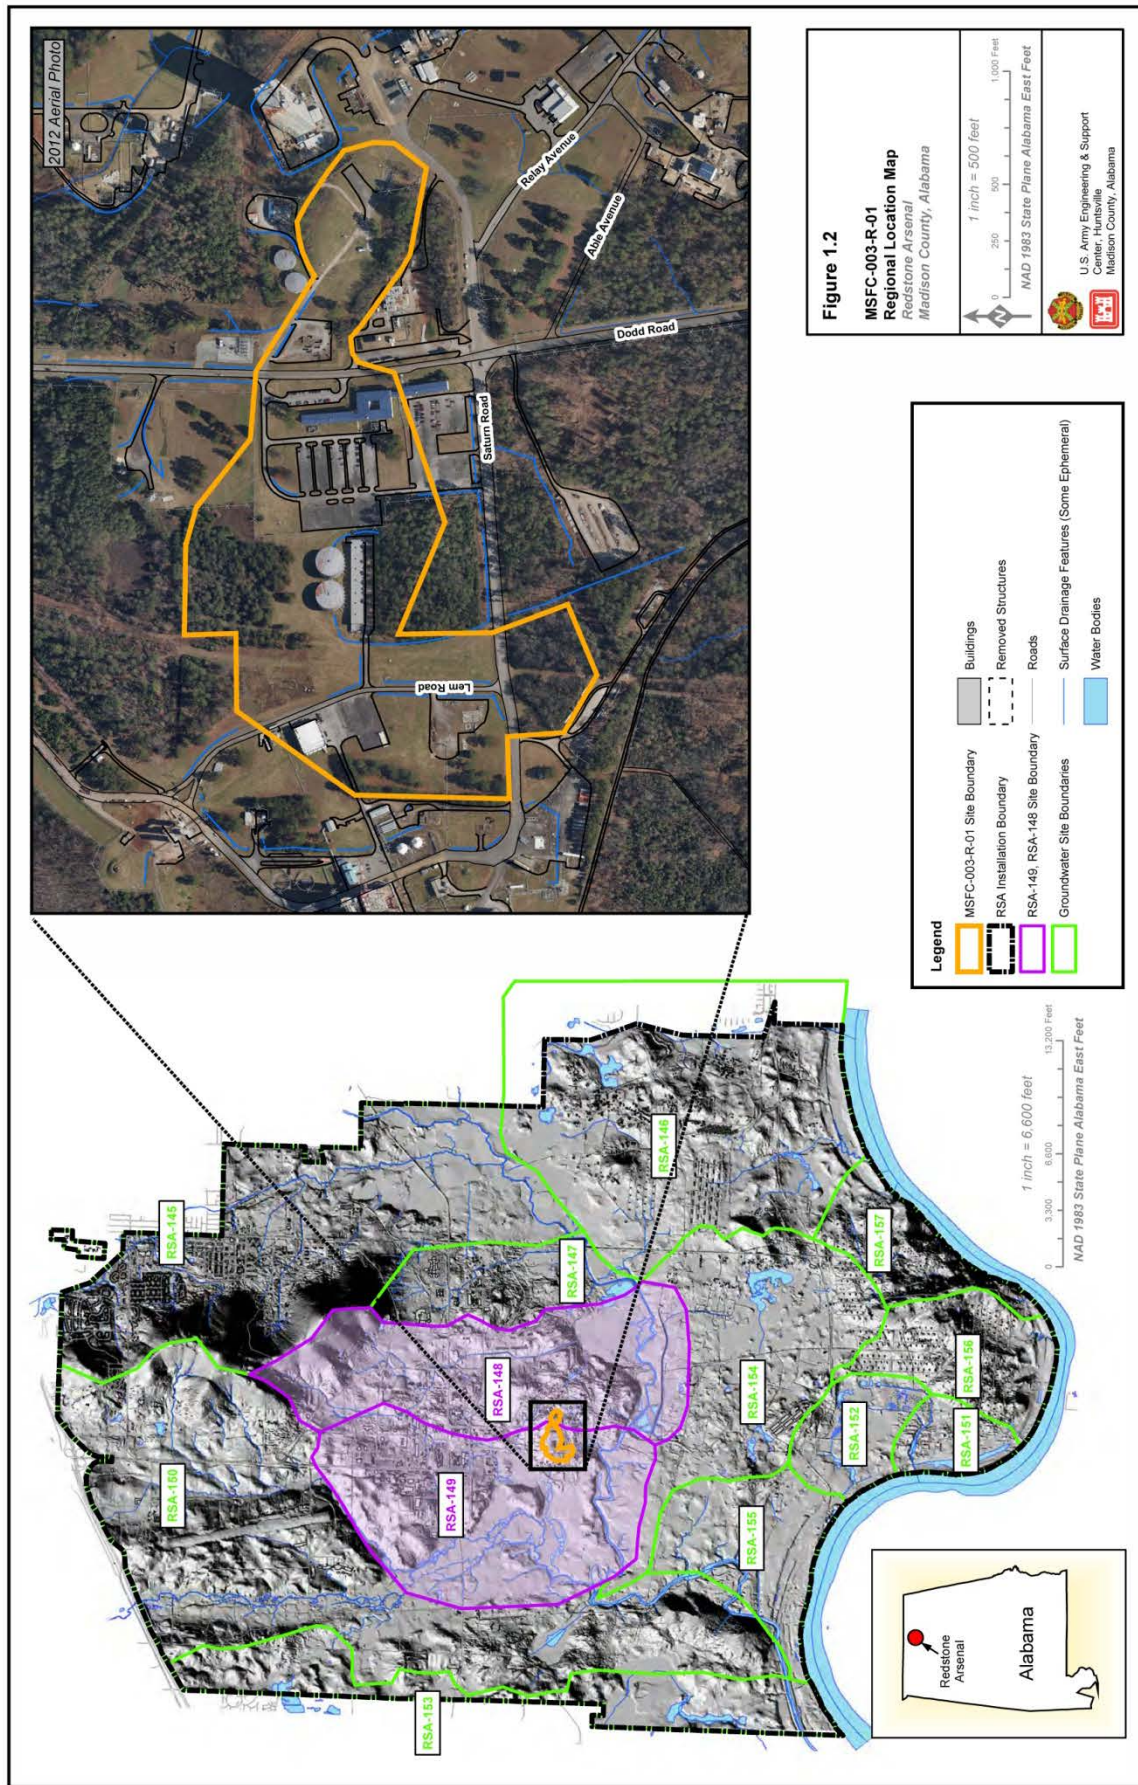 RSA-145
RSA-150
RSA-153
RSA-149
RSA-148
RSA-147
RSA-146
RSA-154
RSA-155
RSA-152
RSA-151
RSA-156
RSA-157
0 3,300 6,600 13,200 Feet
1 inch = 6,600 feet
NAD 1983 State Plane Alabama East Feet
Redstone
Arsenal
Alabama
2012 Aerial Photo
Lem Road
Saturn Road
Dodd Road
Able Avenue
Relay Avenue
Legend
MSFC-003-R-01 Site Boundary
RSA Installation Boundary
RSA-149, RSA-148 Site Boundary
Groundwater Site Boundaries
Buildings
Removed Structures
Roads
Surface Drainage Features (Some Ephemeral)
Water Bodies
Figure 1.2
MSFC-003-R-01
Regional Location Map
Redstone Arsenal
Madison County, Alabama
N
1 inch = 500 feet
0 250 500 1,000 Feet
NAD 1983 State Plane Alabama East Feet
U.S. Army Engineering & Support
Center, Huntsville
Madison County, Alabama